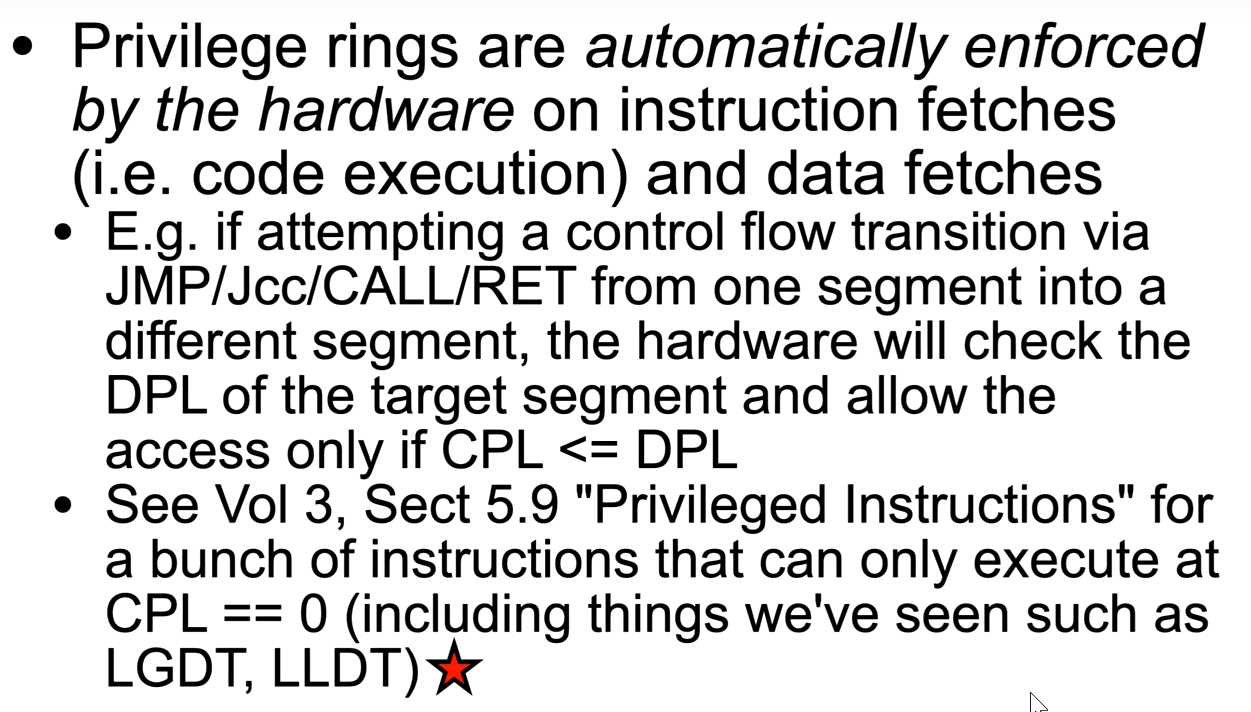 • Privilege rings are automatically enforced
by the hardware on instruction fetches
(i.e. code execution) and data fetches
• E.g. if attempting a control flow transition via
JMP/Jcc/CALL/RET from one segment into a
different segment, the hardware will check the
DPL of the target segment and allow the
access only if CPL <= DPL
• See Vol 3, Sect 5.9 "Privileged Instructions" for
a bunch of instructions that can only execute at
CPL == 0 (including things we've seen such as
LGDT, LLDT)